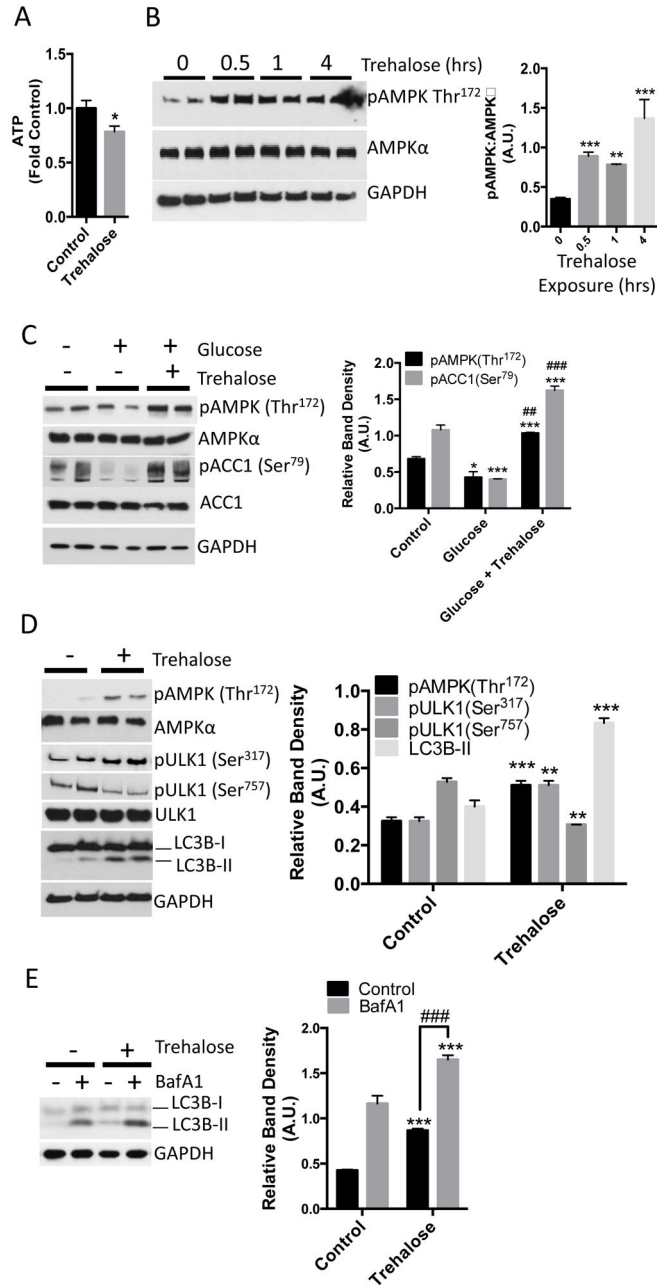 A
ATP
(Fold Control)
1.5
1.0
0.5
0.0
*
Control
Trehalose
B
0 0.5 1 4 Trehalose (hrs)
pAMPK Thr172
AMPKα
GAPDH
pAMPK:AMPK□
(A.U.)
2.0
1.5
1.0
0.5
0.0
*** ** ***
0 0.5 1 4
Trehalose
Exposure (hrs)
C
- + + Glucose
- - + Trehalose
pAMPK (Thr172)
AMPKα
pACC1 (Ser79)
ACC1
GAPDH
Relative Band Density
(A.U.)
2.0
1.5
1.0
0.5
0.0
pAMPK(Thr172)
pACC1(Ser79)
* ***
##
***
###
***
Control
Glucose
Glucose + Trehalose
D
- + Trehalose
pAMPK (Thr172)
AMPKα
pULK1 (Ser317)
pULK1 (Ser757)
ULK1
LC3B-I
LC3B-II
GAPDH
Relative Band Density
(A.U.)
1.0
0.8
0.6
0.4
0.2
0.0
pAMPK(Thr172)
pULK1(Ser317)
pULK1(Ser757)
LC3B-II
*** ** ** ***
Control
Trehalose
E
- + Trehalose
- + - + BafA1
LC3B-I
LC3B-II
GAPDH
Relative Band Density
(A.U.)
2.0
1.5
1.0
0.5
0.0
Control
BafA1
###
*** ***
Control
Trehalose